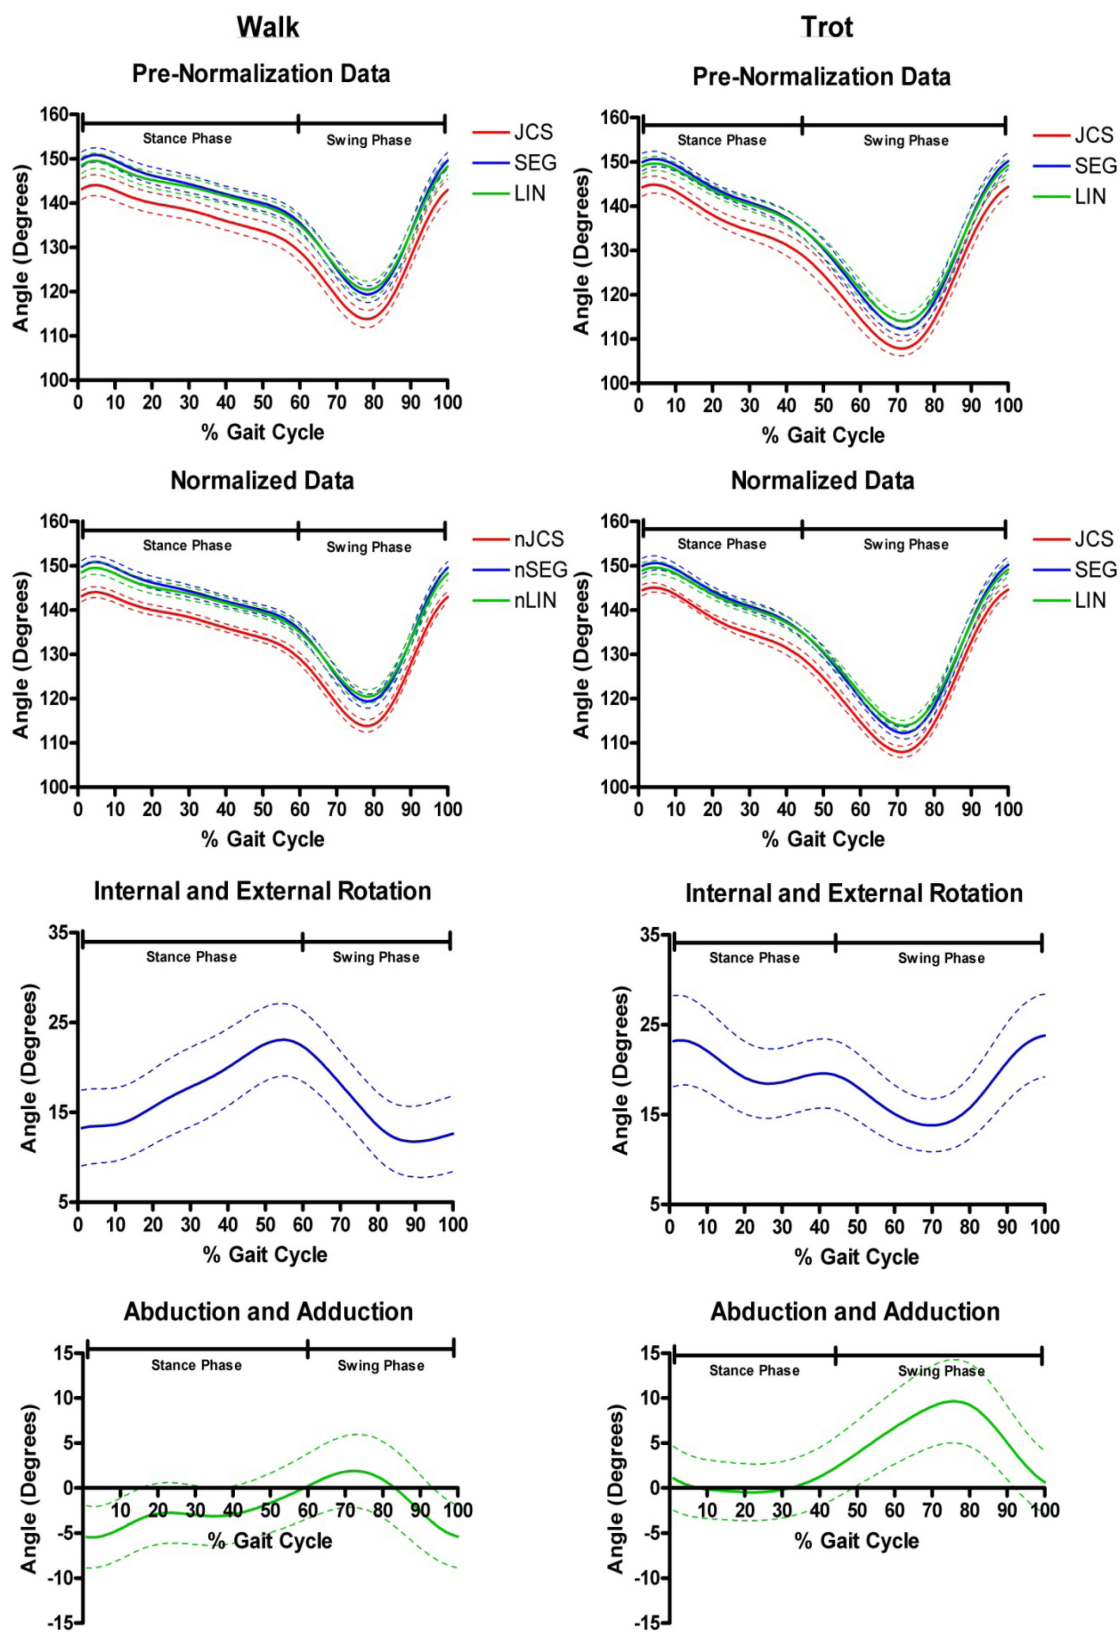 Walk
Trot
Pre-Normalization Data
160
150
140
130
120
110
100
Angle (Degrees)
Stance Phase
Swing Phase
JCS
SEG
LIN
0 10 20 30 40 50 60 70 80 90 100
% Gait Cycle
Pre-Normalization Data
160
150
140
130
120
110
100
Angle (Degrees)
Stance Phase
Swing Phase
JCS
SEG
LIN
0 10 20 30 40 50 60 70 80 90 100
% Gait Cycle
Normalized Data
160
150
140
130
120
110
100
Angle (Degrees)
Stance Phase
Swing Phase
nJCS
nSEG
nLIN
0 10 20 30 40 50 60 70 80 90 100
% Gait Cycle
Normalized Data
160
150
140
130
120
110
100
Angle (Degrees)
Stance Phase
Swing Phase
JCS
SEG
LIN
0 10 20 30 40 50 60 70 80 90 100
% Gait Cycle
Internal and External Rotation
35
25
15
5
Angle (Degrees)
Stance Phase
Swing Phase
0 10 20 30 40 50 60 70 80 90 100
% Gait Cycle
Internal and External Rotation
35
25
15
5
Angle (Degrees)
Stance Phase
Swing Phase
0 10 20 30 40 50 60 70 80 90 100
% Gait Cycle
Abduction and Adduction
15
10
5
0
-5
-10
-15
Angle (Degrees)
Stance Phase
Swing Phase
10 20 30 40 50 60 70 80 90 100
% Gait Cycle
Abduction and Adduction
15
10
5
0
-5
-10
-15
Angle (Degrees)
Stance Phase
Swing Phase
10 20 30 40 50 60 70 80 90 100
% Gait Cycle